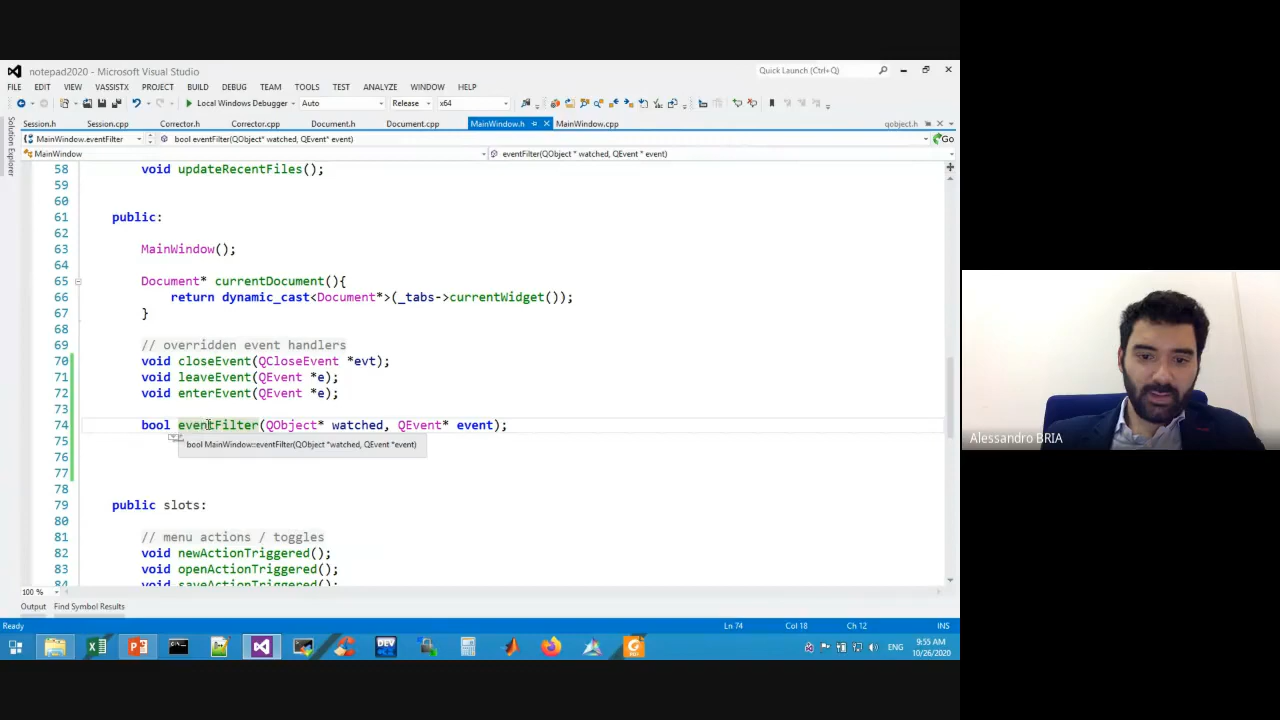 notepad2020 - Microsoft Visual Studio
Quick Launch (Ctrl+Q)
FILE EDIT VIEW VASSISTX PROJECT BUILD DEBUG TEAM TOOLS TEST ANALYZE WINDOW HELP
Local Windows Debugger Auto Release x64
Session.h Session.cpp Corrector.h Corrector.cpp Document.h Document.cpp MainWindow.h MainWindow.cpp qobject.h
MainWindow.eventFilter bool eventFilter(QObject* watched, QEvent* event) Go
MainWindow eventFilter(QObject * watched, QEvent * event)
Solution Explorer
58 void updateRecentFiles();
59
60
61 public:
62
63 MainWindow();
64
65 Document* currentDocument(){
66 return dynamic_cast<Document*>(_tabs->currentWidget());
67 }
68
69 // overridden event handlers
70 void closeEvent(QCloseEvent *evt);
71 void leaveEvent(QEvent *e);
72 void enterEvent(QEvent *e);
73
74 bool eventFilter(QObject* watched, QEvent* event);
75 bool MainWindow::eventFilter(QObject *watched, QEvent *event)
76
77
78
79 public slots:
80
81 // menu actions / toggles
82 void newActionTriggered();
83 void openActionTriggered();
84 void saveActionTriggered();
100 %
Output Find Symbol Results
Ready Ln 74 Col 18 Ch 12 INS
ENG
9:55 AM
10/26/2020
Alessandro BRIA